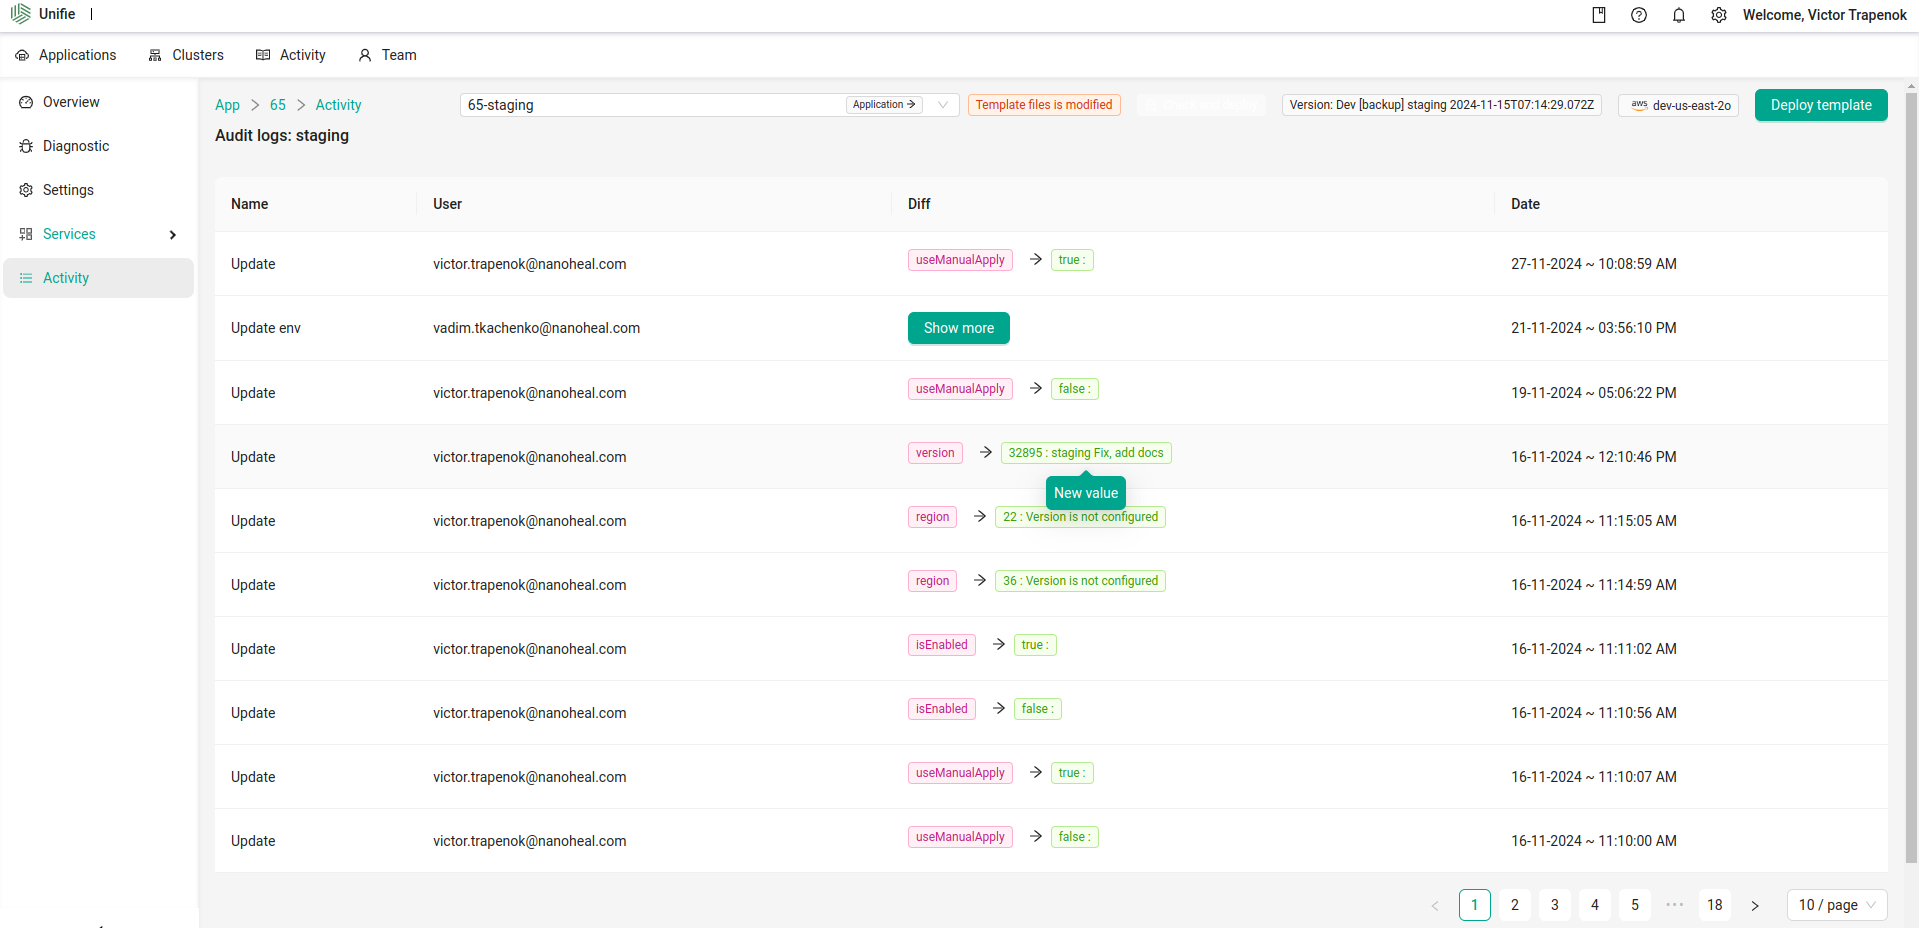 Unifie
Welcome, Victor Trapenok
Applications
Clusters
Activity
Team
Overview
Diagnostic
Settings
Services
Activity
App > 65 > Activity
65-staging
Application →
Template files is modified
Version: Dev [backup] staging 2024-11-15T07:14:29.072Z
aws dev-us-east-2o
Deploy template
Audit logs: staging
Name User Diff Date
Update victor.trapenok@nanoheal.com useManualApply → true : 27-11-2024 ~ 10:08:59 AM
Update env vadim.tkachenko@nanoheal.com Show more 21-11-2024 ~ 03:56:10 PM
Update victor.trapenok@nanoheal.com useManualApply → false : 19-11-2024 ~ 05:06:22 PM
Update victor.trapenok@nanoheal.com version → 32895 : staging Fix, add docs 16-11-2024 ~ 12:10:46 PM
New value
Update victor.trapenok@nanoheal.com region → 22 : Version is not configured 16-11-2024 ~ 11:15:05 AM
Update victor.trapenok@nanoheal.com region → 36 : Version is not configured 16-11-2024 ~ 11:14:59 AM
Update victor.trapenok@nanoheal.com isEnabled → true : 16-11-2024 ~ 11:11:02 AM
Update victor.trapenok@nanoheal.com isEnabled → false : 16-11-2024 ~ 11:10:56 AM
Update victor.trapenok@nanoheal.com useManualApply → true : 16-11-2024 ~ 11:10:07 AM
Update victor.trapenok@nanoheal.com useManualApply → false : 16-11-2024 ~ 11:10:00 AM
< 1 2 3 4 5 ••• 18 > 10 / page